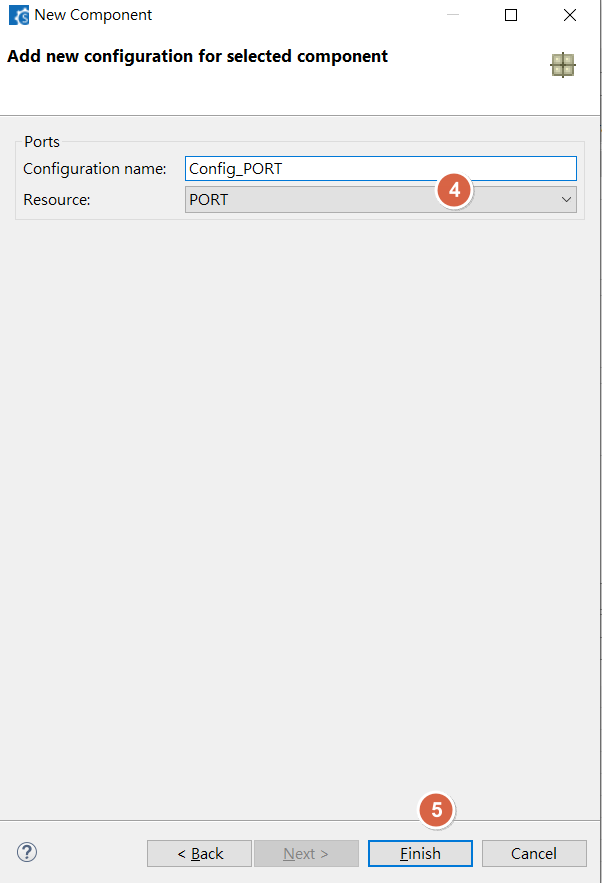 New Component
Add new configuration for selected component
Ports
Configuration name: Config_PORT
4
Resource: PORT
5
? < Back Next > Finish Cancel